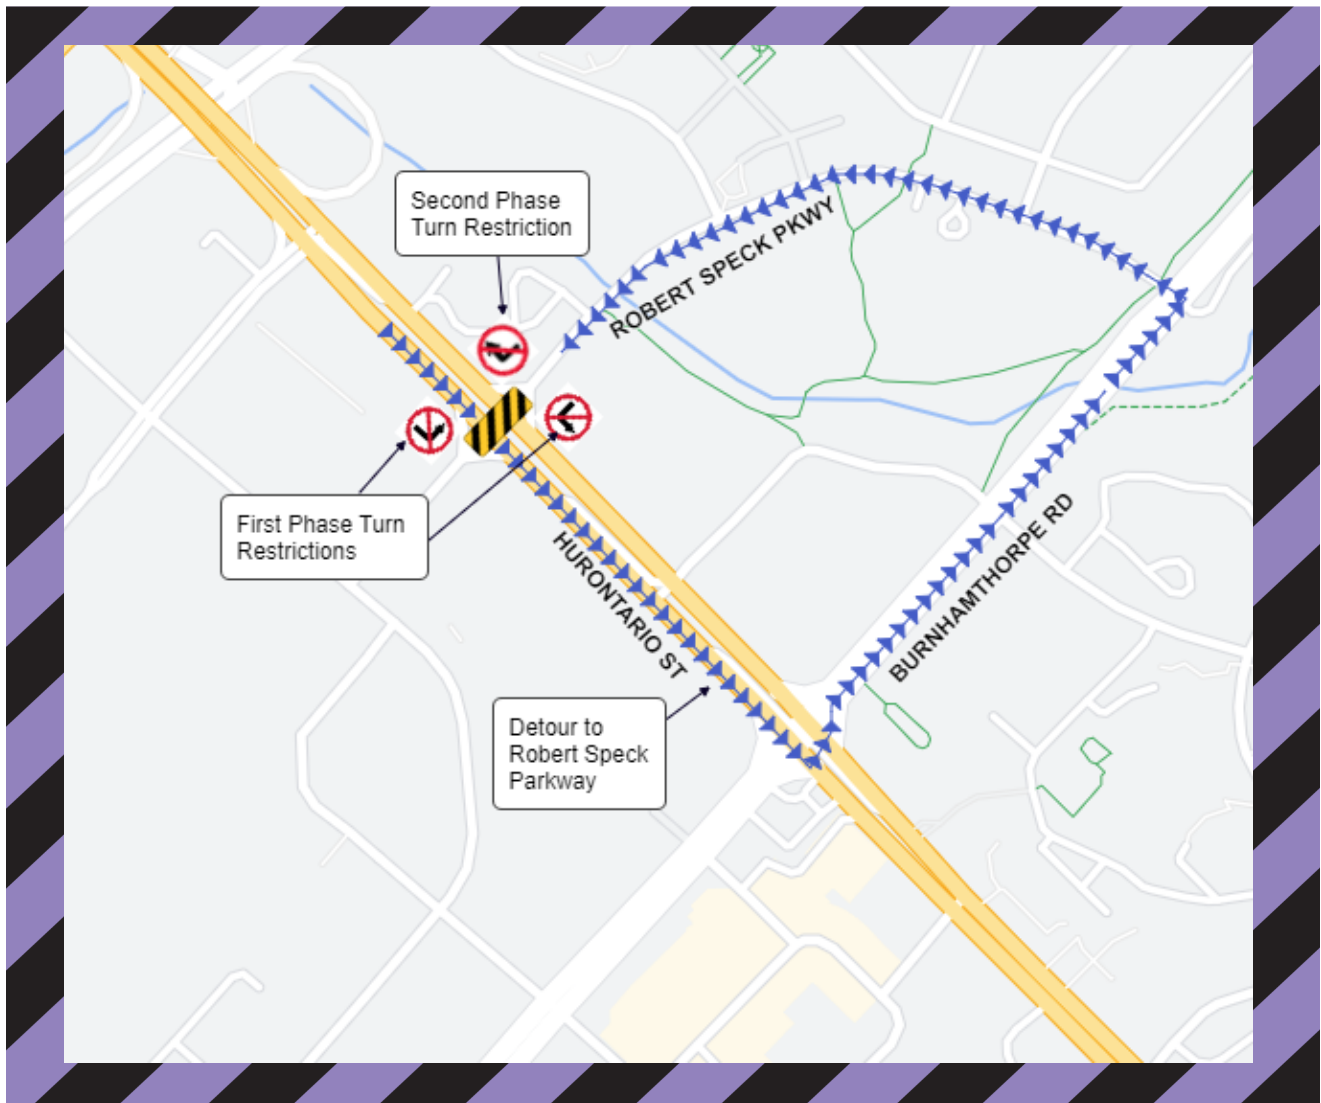 Second Phase
Turn Restriction
ROBERT SPECK PKWY
First Phase Turn
Restrictions
HURONTARIO ST
BURNHAMTHORPE RD
Detour to
Robert Speck
Parkway